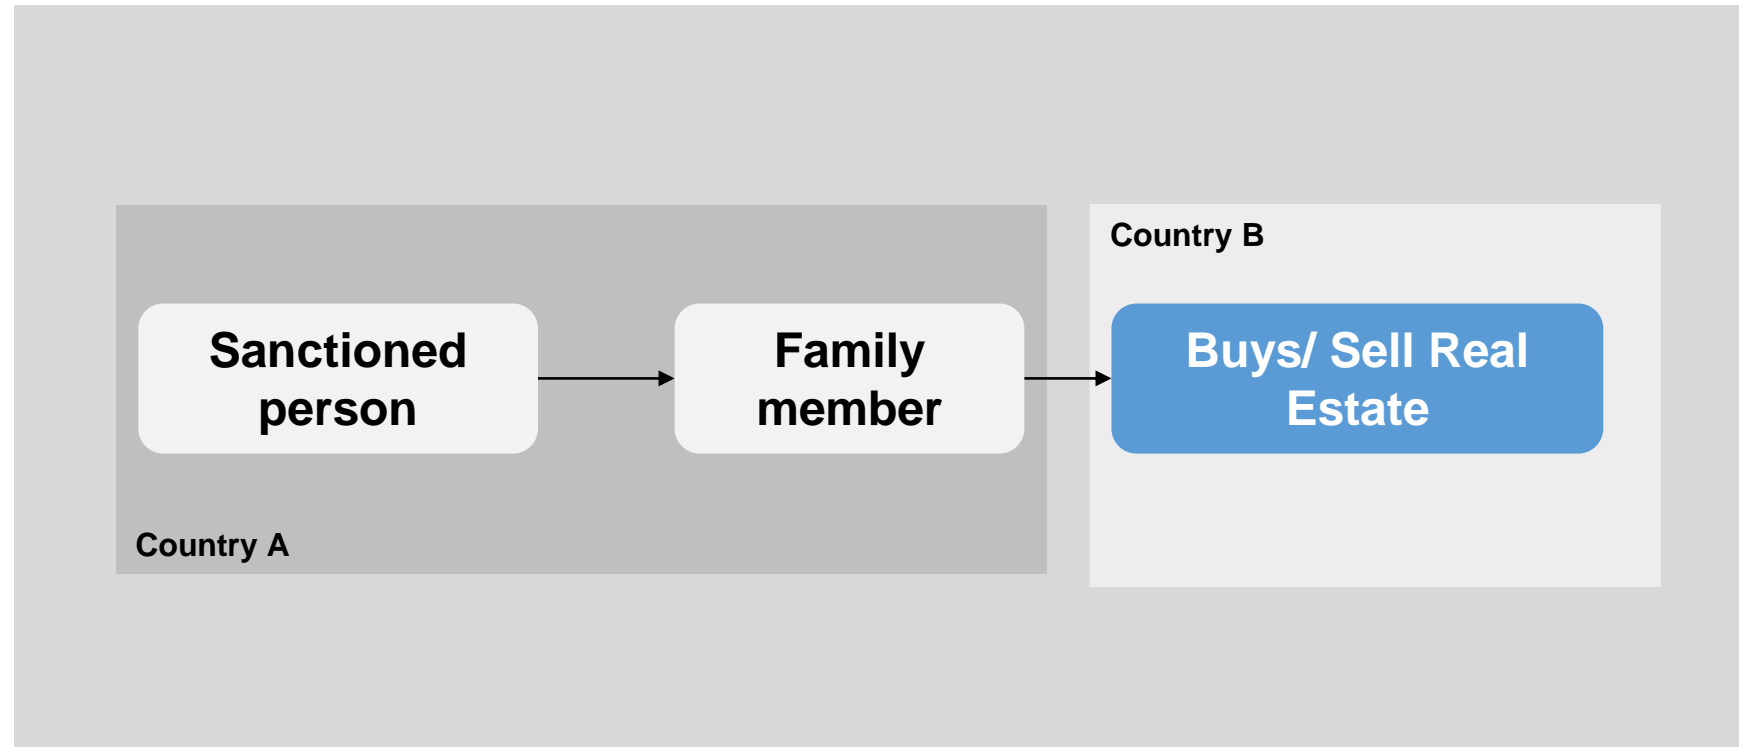 Country B
Sanctioned
person
Family
member
Buys/ Sell Real
Estate
Country A